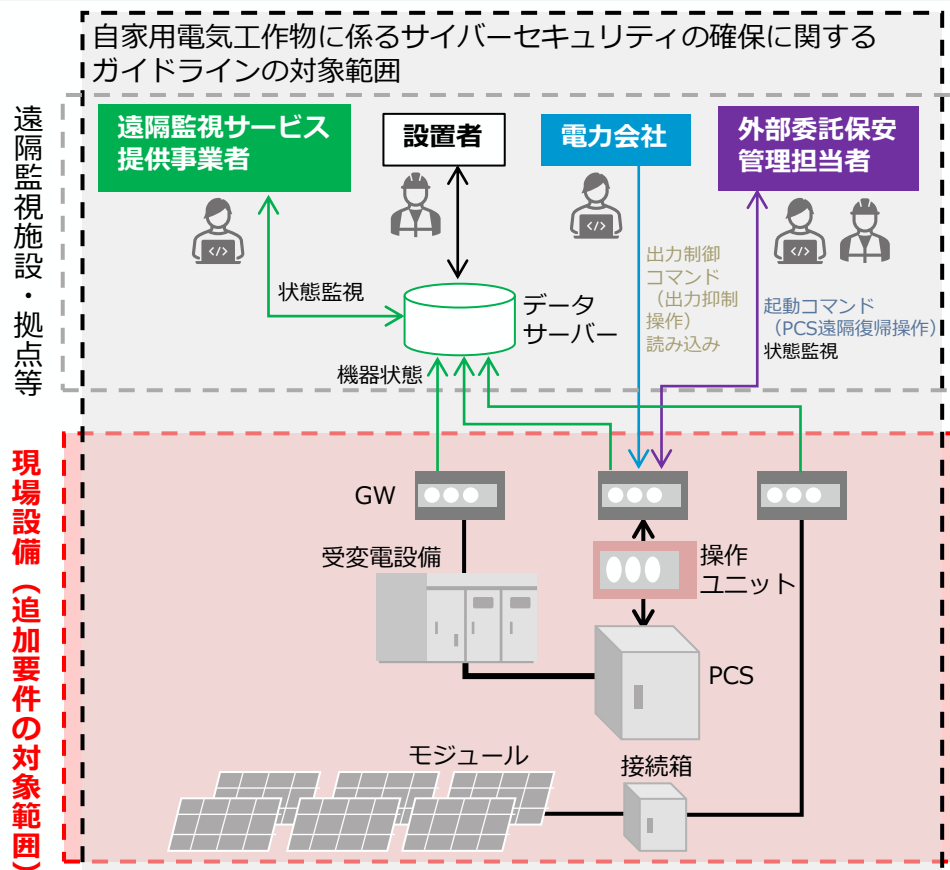 自家用電気工作物に係るサイバーセキュリティの確保に関する
ガイドラインの対象範囲
遠隔監視施設・拠点等
遠隔監視サービス
提供事業者
設置者
電力会社
外部委託保安
管理担当者
</>
</>
</>
状態監視
データ
サーバー
出力制御
コマンド
（出力抑制
操作）
読み込み
起動コマンド
（PCS遠隔復帰操作）
状態監視
機器状態
現場設備（追加要件の対象範囲）
GW
受変電設備
操作
ユニット
PCS
モジュール
接続箱